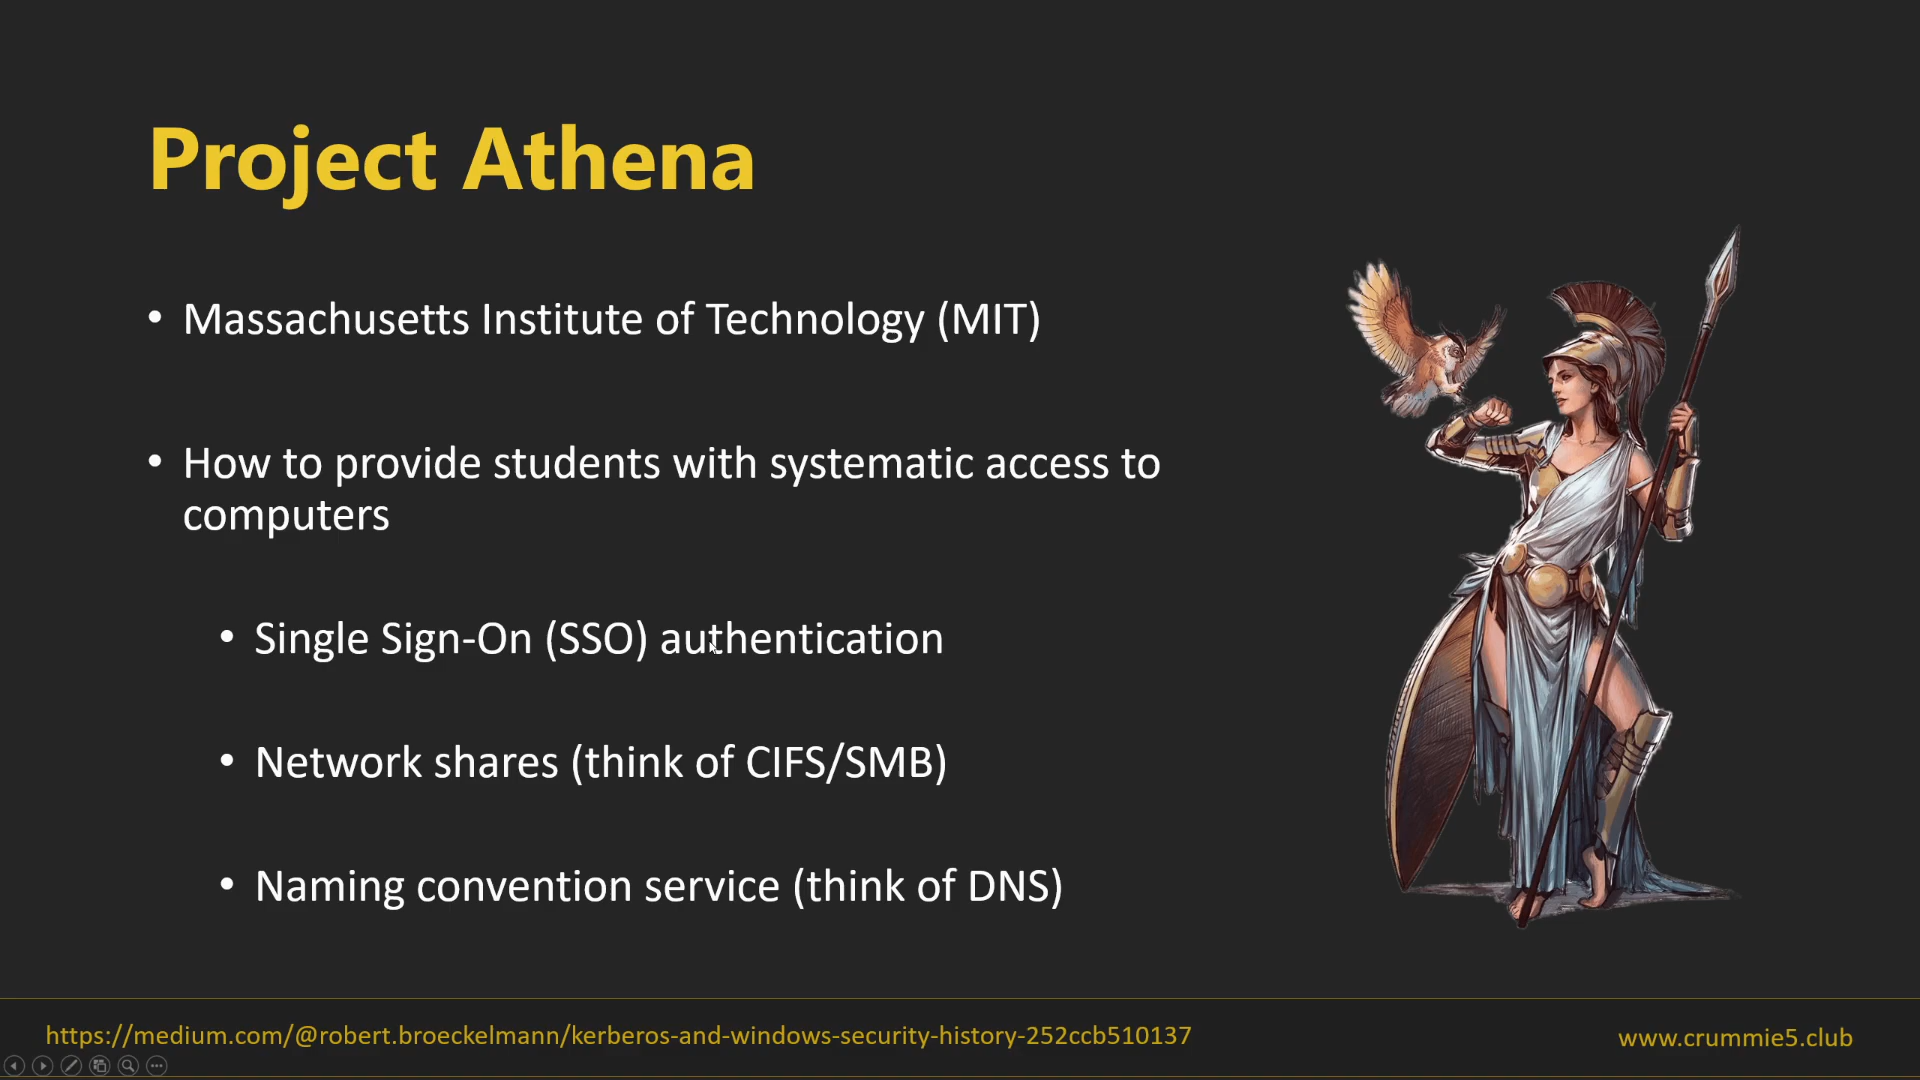 Project Athena
• Massachusetts Institute of Technology (MIT)
• How to provide students with systematic access to
computers
• Single Sign-On (SSO) authentication
• Network shares (think of CIFS/SMB)
• Naming convention service (think of DNS)
https://medium.com/@robert.broeckelmann/kerberos-and-windows-security-history-252ccb510137
www.crummie5.club